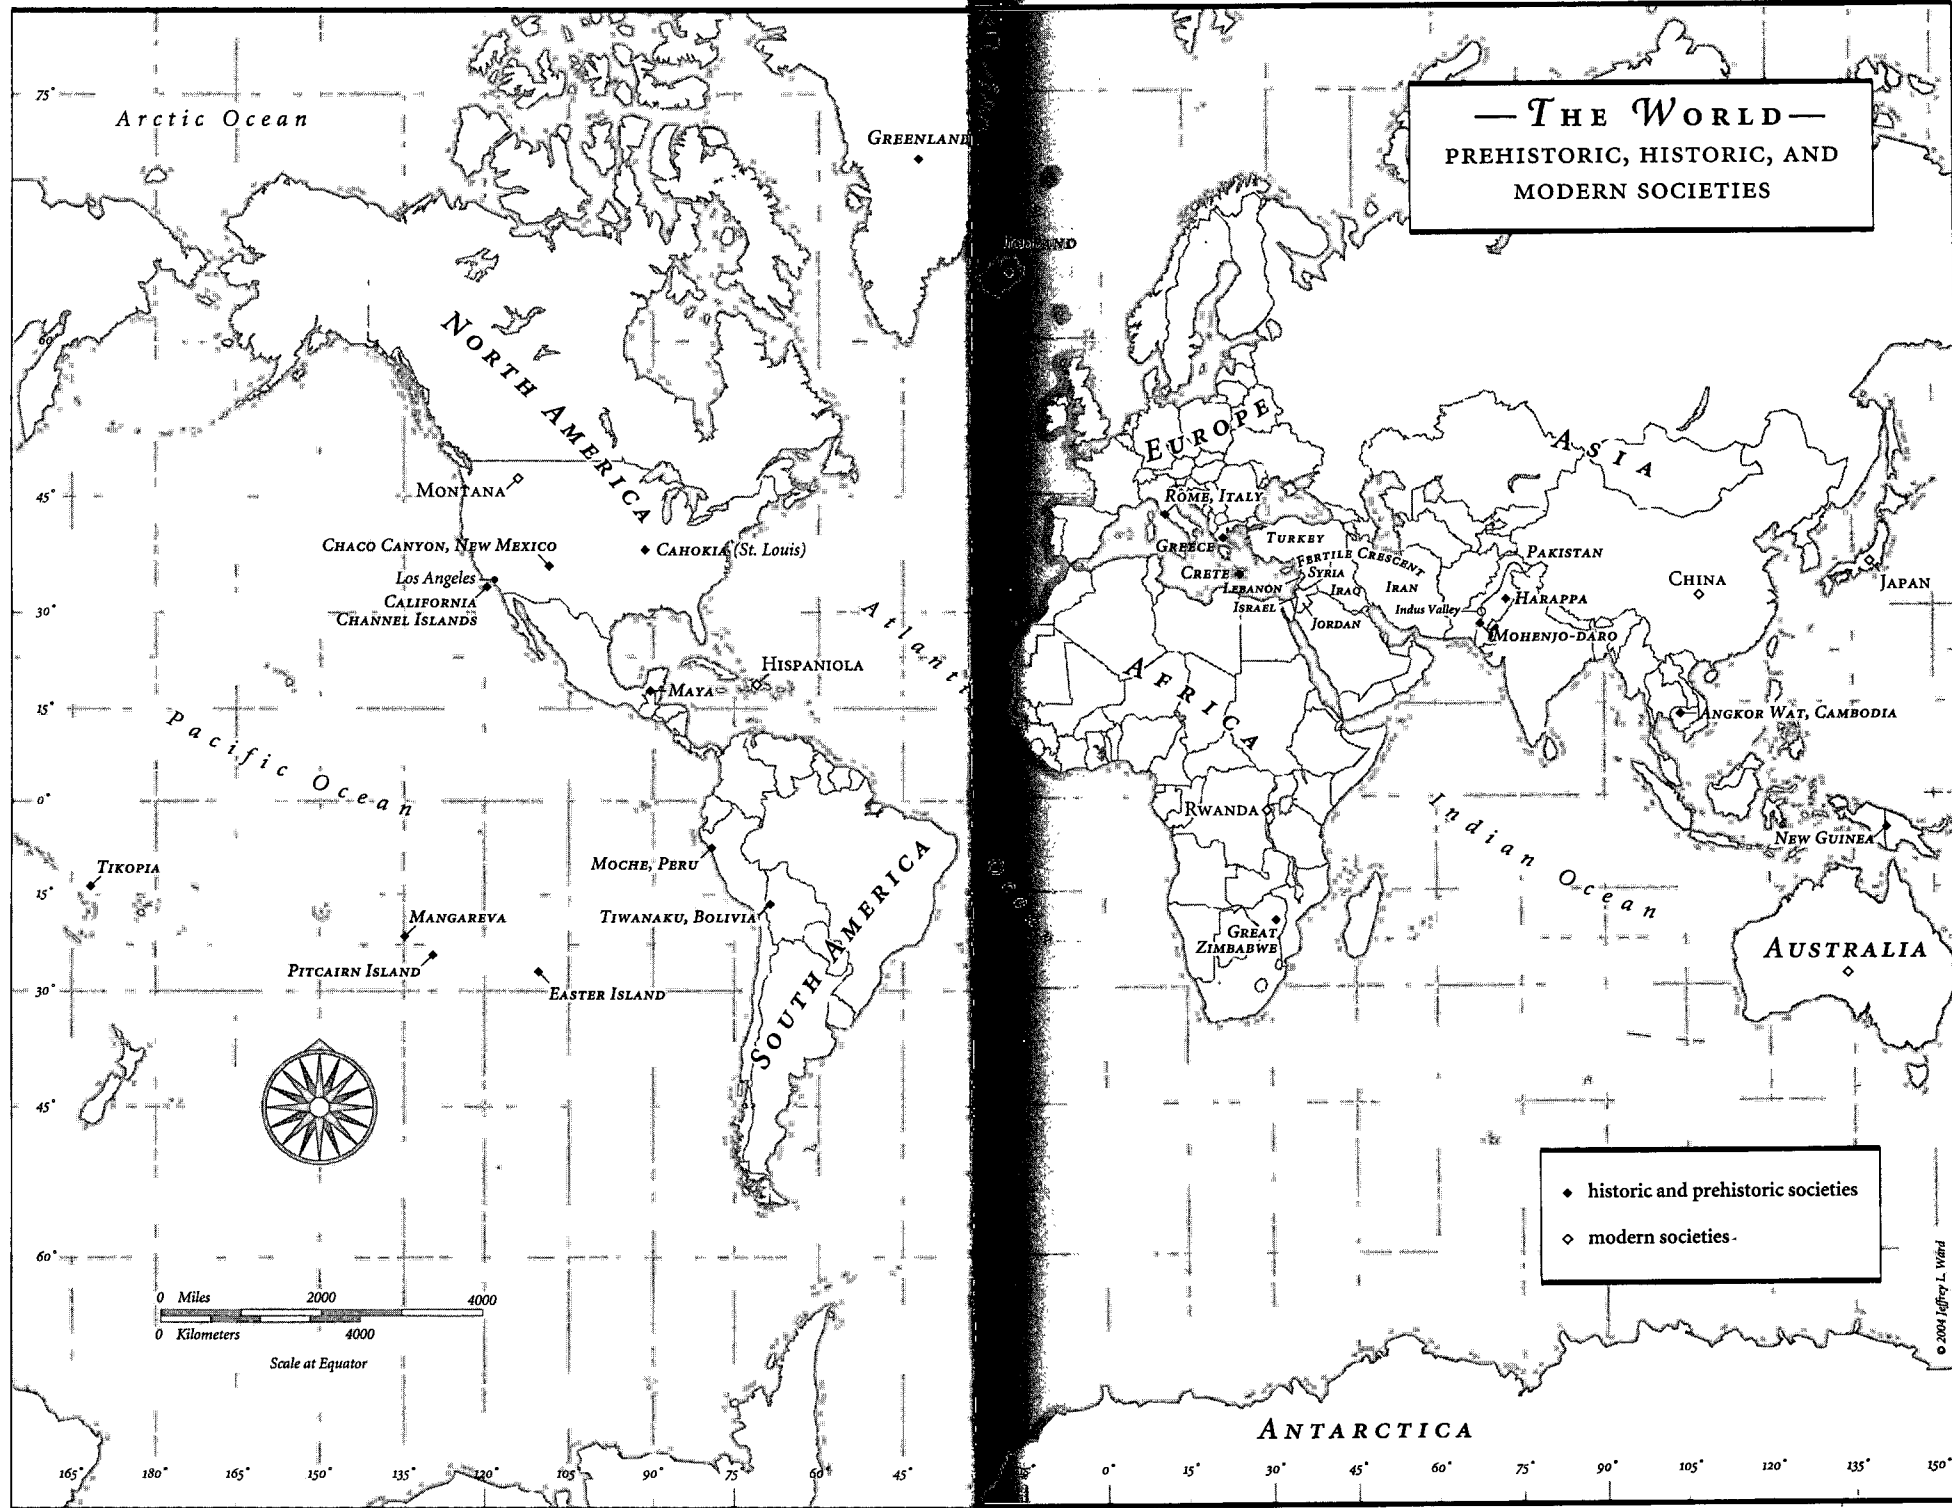 THE WORLD
PREHISTORIC, HISTORIC, AND
MODERN SOCIETIES
75°
Arctic Ocean
GREENLAND
60°
NORTH AMERICA
EUROPE
ASIA
MONTANA
45°
ROME, ITALY
CHACO CANYON, NEW MEXICO
CAHOKIA (St. Louis)
GREECE
TURKEY
FERTILE CRESCENT
PAKISTAN
Los Angeles
CRETE
SYRIA
CHINA
JAPAN
CALIFORNIA
CHANNEL ISLANDS
LEBANON
IRAQ
IRAN
HARAPPA
30°
ISRAEL
Indus Valley
JORDAN
MOHENJO-DARO
Atlanti
HISPANIOLA
MAYA
AFRICA
15°
ANGKOR WAT, CAMBODIA
Pacific Ocean
0°
RWANDA
Indian Ocean
NEW GUINEA
MOCHE, PERU
TIKOPIA
15°
MANGAREVA
TIWANAKU, BOLIVIA
SOUTH AMERICA
GREAT
ZIMBABWE
AUSTRALIA
PITCAIRN ISLAND
EASTER ISLAND
30°
45°
historic and prehistoric societies
modern societies
60°
0 Miles 2000 4000
0 Kilometers 4000
Scale at Equator
© 2004 Jeffrey L. Ward
ANTARCTICA
165° 180° 165° 150° 135° 120° 105° 90° 75° 60° 45° 0° 15° 30° 45° 60° 75° 90° 105° 120° 135° 150°